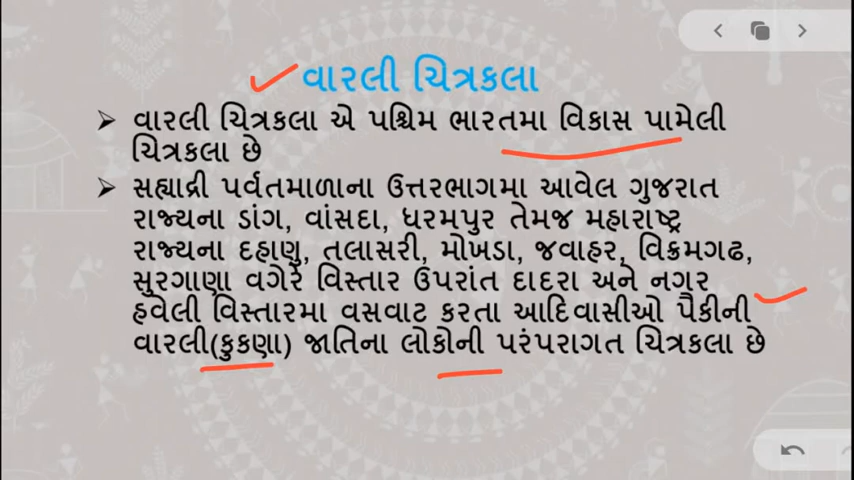 વારલી ચિત્રકલા
➤ વારલી ચિત્રકલા એ પશ્ચિમ ભારતમા વિકાસ પામેલી
ચિત્રકલા છે
➤ સહ્યાદ્રી પર્વતમાળાના ઉત્તરભાગમા આવેલ ગુજરાત
રાજ્યના ડાંગ, વાંસદા, ધરમપુર તેમજ મહારાષ્ટ્ર
રાજ્યના દહાણુ, તલાસરી, મોખડા, જવાહર, વિક્રમગઢ,
સુરગાણા વગેરે વિસ્તાર ઉપરાંત દાદરા અને નગર
હવેલી વિસ્તારમા વસવાટ કરતા આદિવાસીઓ પૈકીની
વારલી(કુકણા) જાતિના લોકોની પરંપરાગત ચિત્રકલા છે